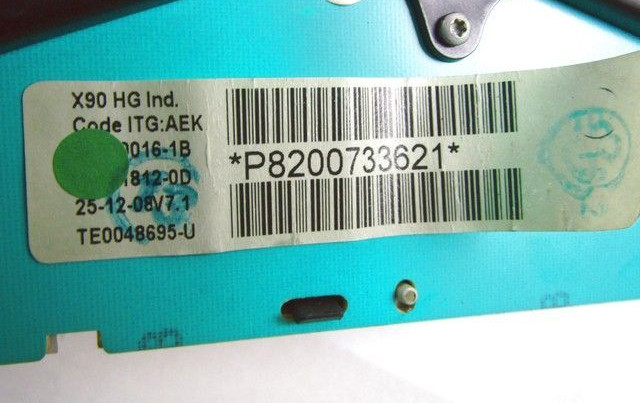 X90 HG Ind.
Code ITG:AEK
0016-1B
1812-0D
25-12-08V7.1
TE0048695-U
*P8200733621*